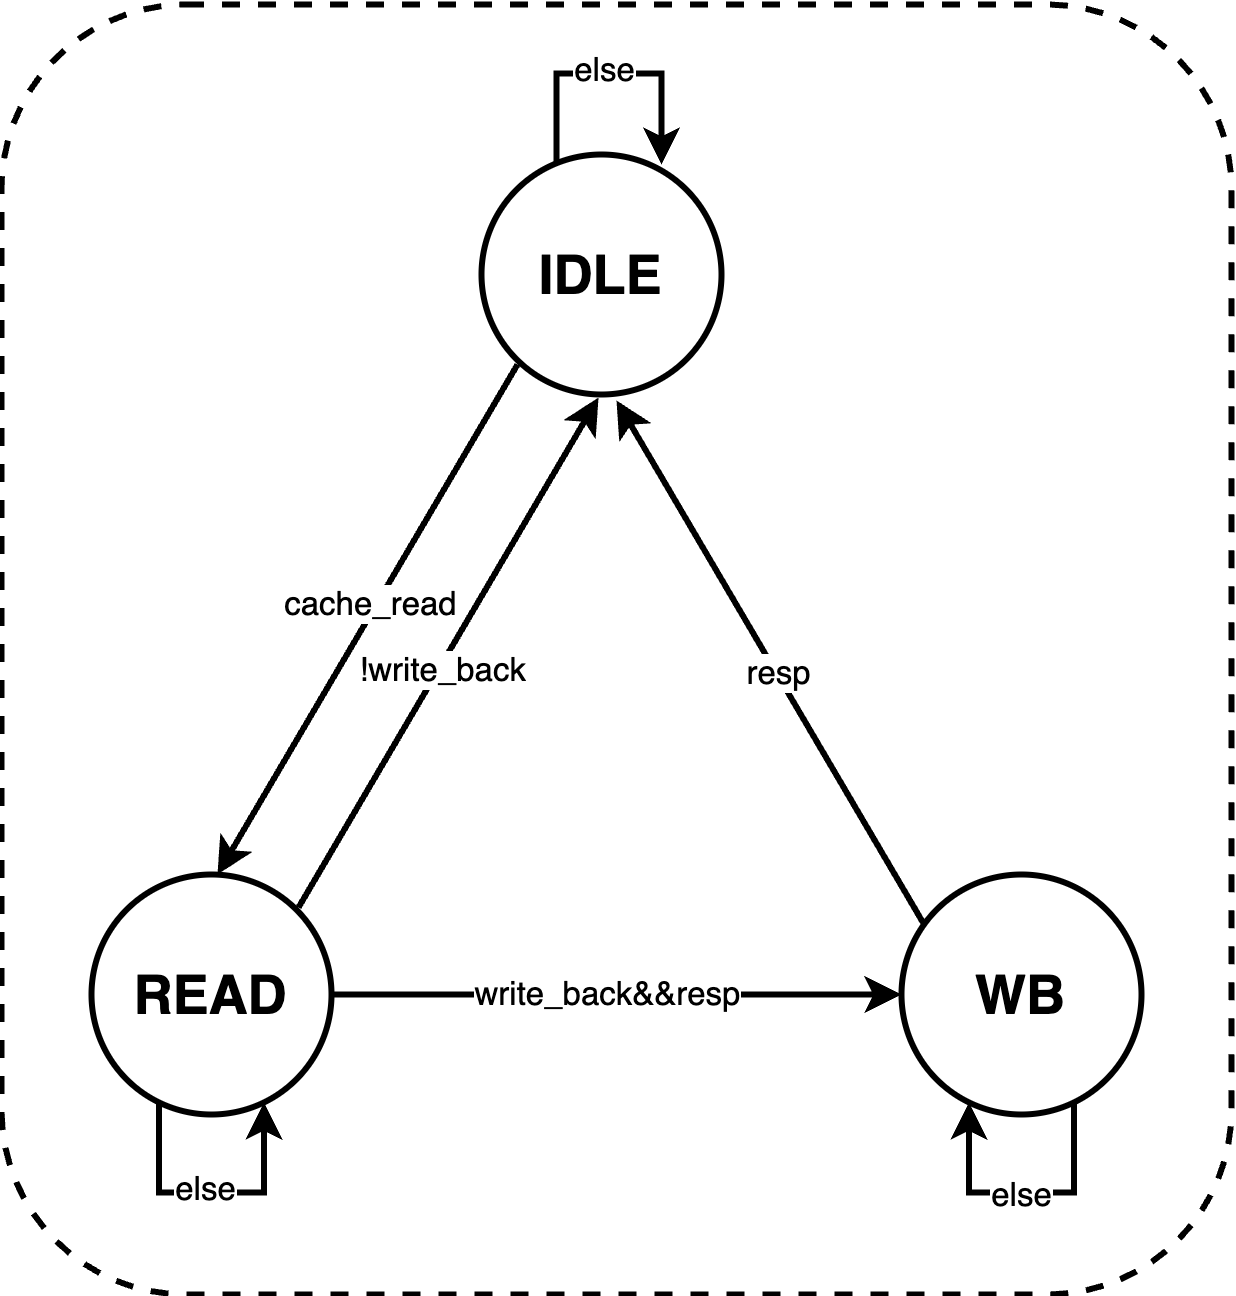 else
IDLE
cache_read
!write_back
resp
READ
write_back&&resp
WB
else
else